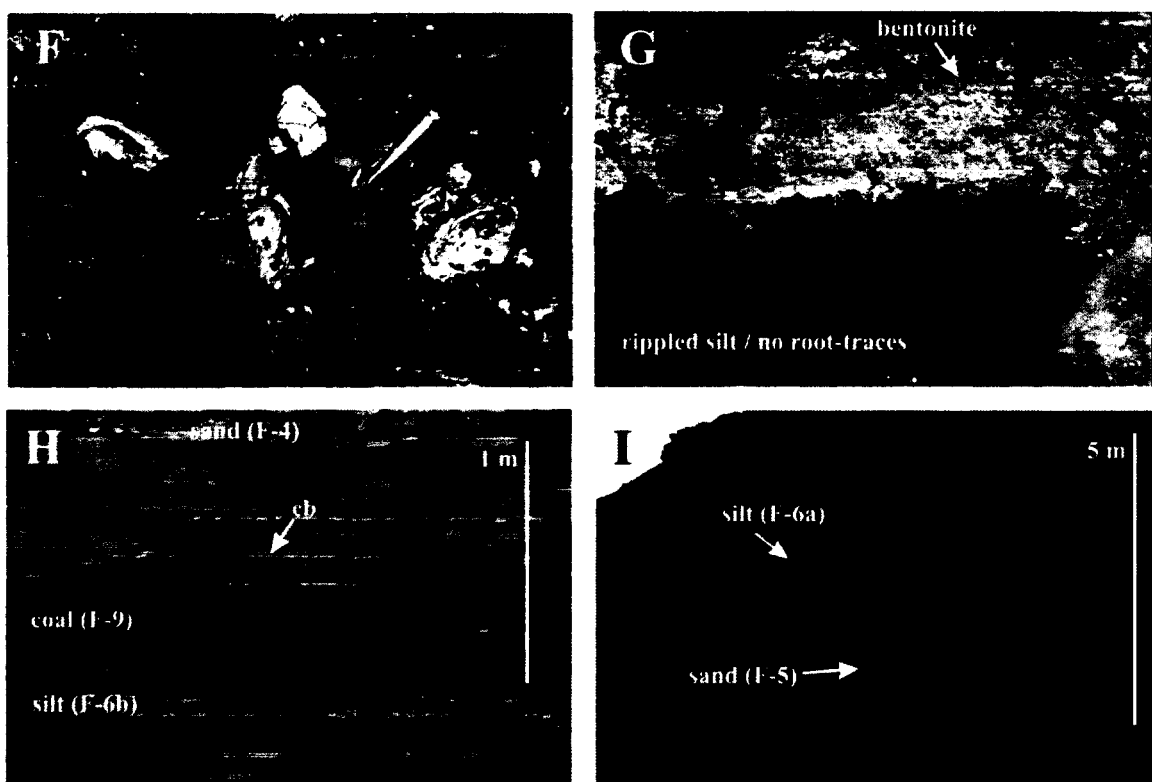 F
G
bentonite
rippled silt / no root-traces
H
sand (F-4)
1 m
cb
coal (F-9)
silt (F-6b)
I
5 m
silt (F-6a)
sand (F-5)